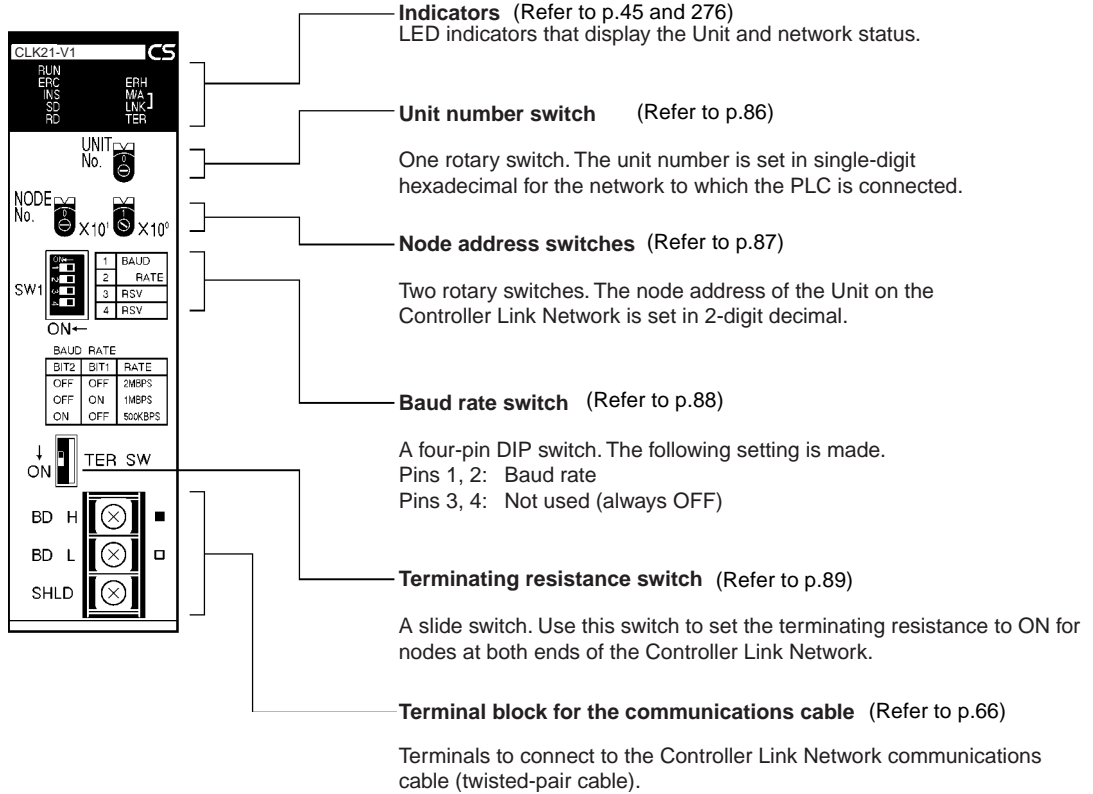 CLK21-V1 CS
RUN
ERC ERH
INS M/A
SD LNK
RD TER
UNIT
No. 0
NODE
No. 0 X10¹ 1 X10⁰
SW1
ON←
1 2 3 4
1 BAUD
2 RATE
3 RSV
4 RSV
ON←
BAUD RATE
BIT2 BIT1 RATE
OFF OFF 2MBPS
OFF ON 1MBPS
ON OFF 500KBPS
↓
ON TER SW
BD H
BD L
SHLD
Indicators (Refer to p.45 and 276)
LED indicators that display the Unit and network status.
Unit number switch (Refer to p.86)
One rotary switch. The unit number is set in single-digit
hexadecimal for the network to which the PLC is connected.
Node address switches (Refer to p.87)
Two rotary switches. The node address of the Unit on the
Controller Link Network is set in 2-digit decimal.
Baud rate switch (Refer to p.88)
A four-pin DIP switch. The following setting is made.
Pins 1, 2: Baud rate
Pins 3, 4: Not used (always OFF)
Terminating resistance switch (Refer to p.89)
A slide switch. Use this switch to set the terminating resistance to ON for
nodes at both ends of the Controller Link Network.
Terminal block for the communications cable (Refer to p.66)
Terminals to connect to the Controller Link Network communications
cable (twisted-pair cable).